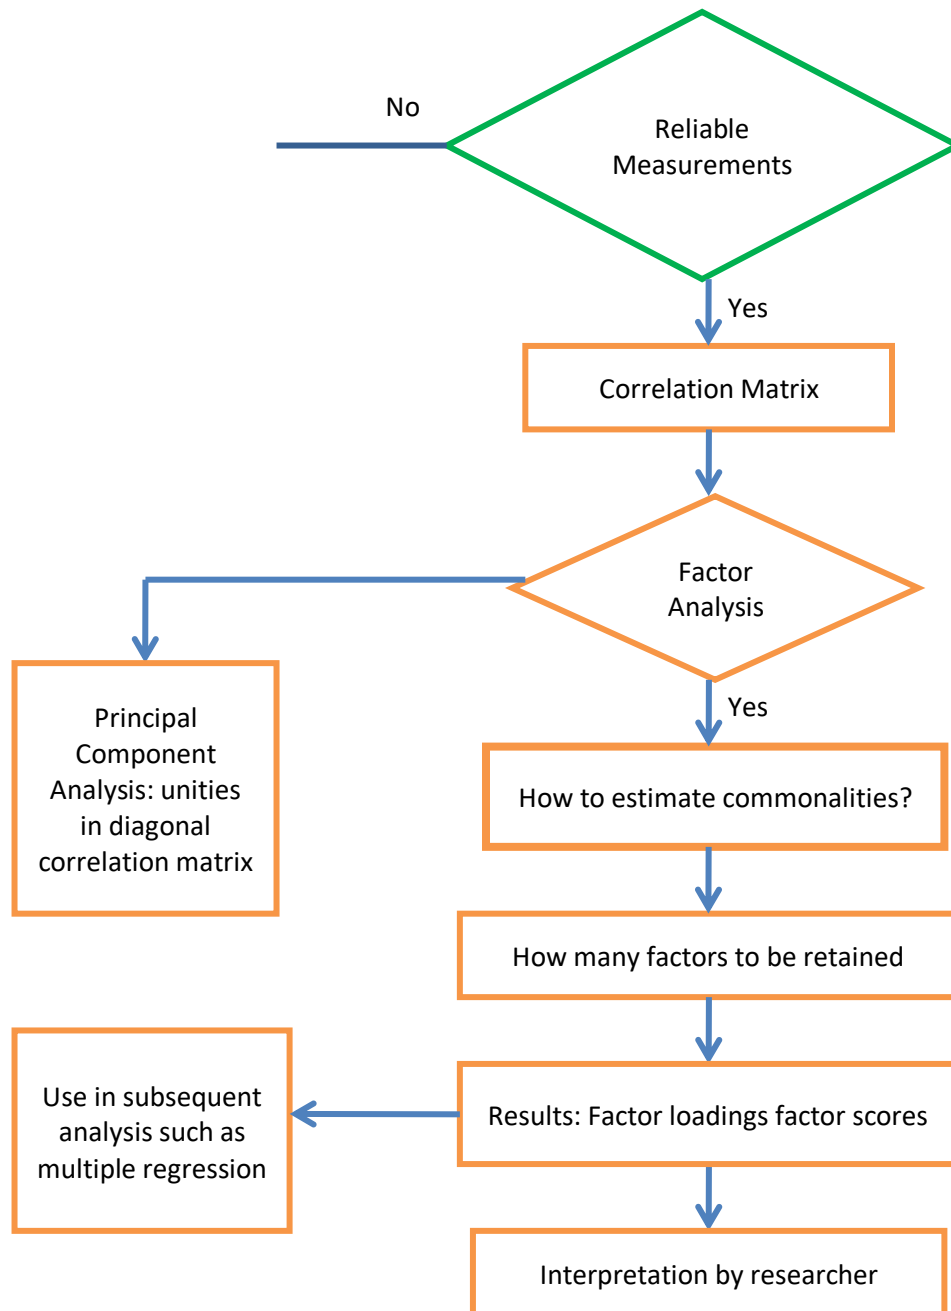 No
Reliable
Measurements
Yes
Correlation Matrix
Factor
Analysis
Principal
Component
Analysis: unities
in diagonal
correlation matrix
Yes
How to estimate commonalities?
How many factors to be retained
Use in subsequent
analysis such as
multiple regression
Results: Factor loadings factor scores
Interpretation by researcher